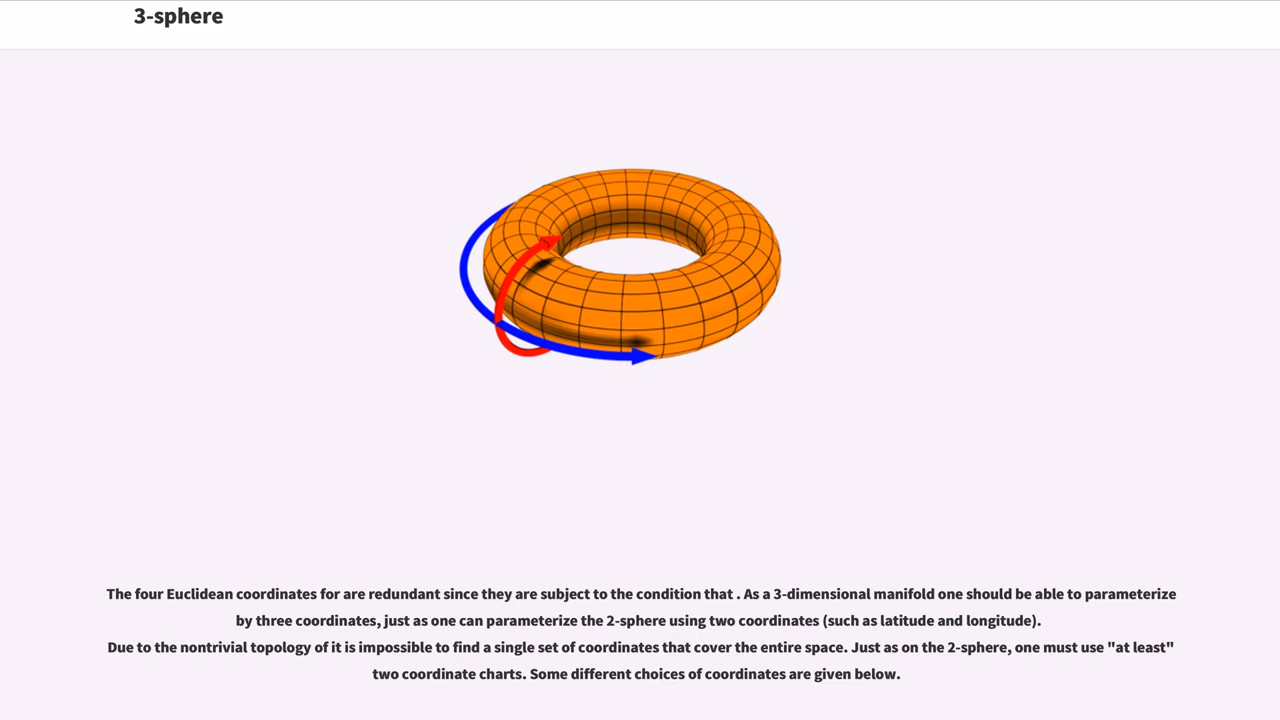 3-sphere
The four Euclidean coordinates for are redundant since they are subject to the condition that . As a 3-dimensional manifold one should be able to parameterize
by three coordinates, just as one can parameterize the 2-sphere using two coordinates (such as latitude and longitude).
Due to the nontrivial topology of it is impossible to find a single set of coordinates that cover the entire space. Just as on the 2-sphere, one must use "at least"
two coordinate charts. Some different choices of coordinates are given below.